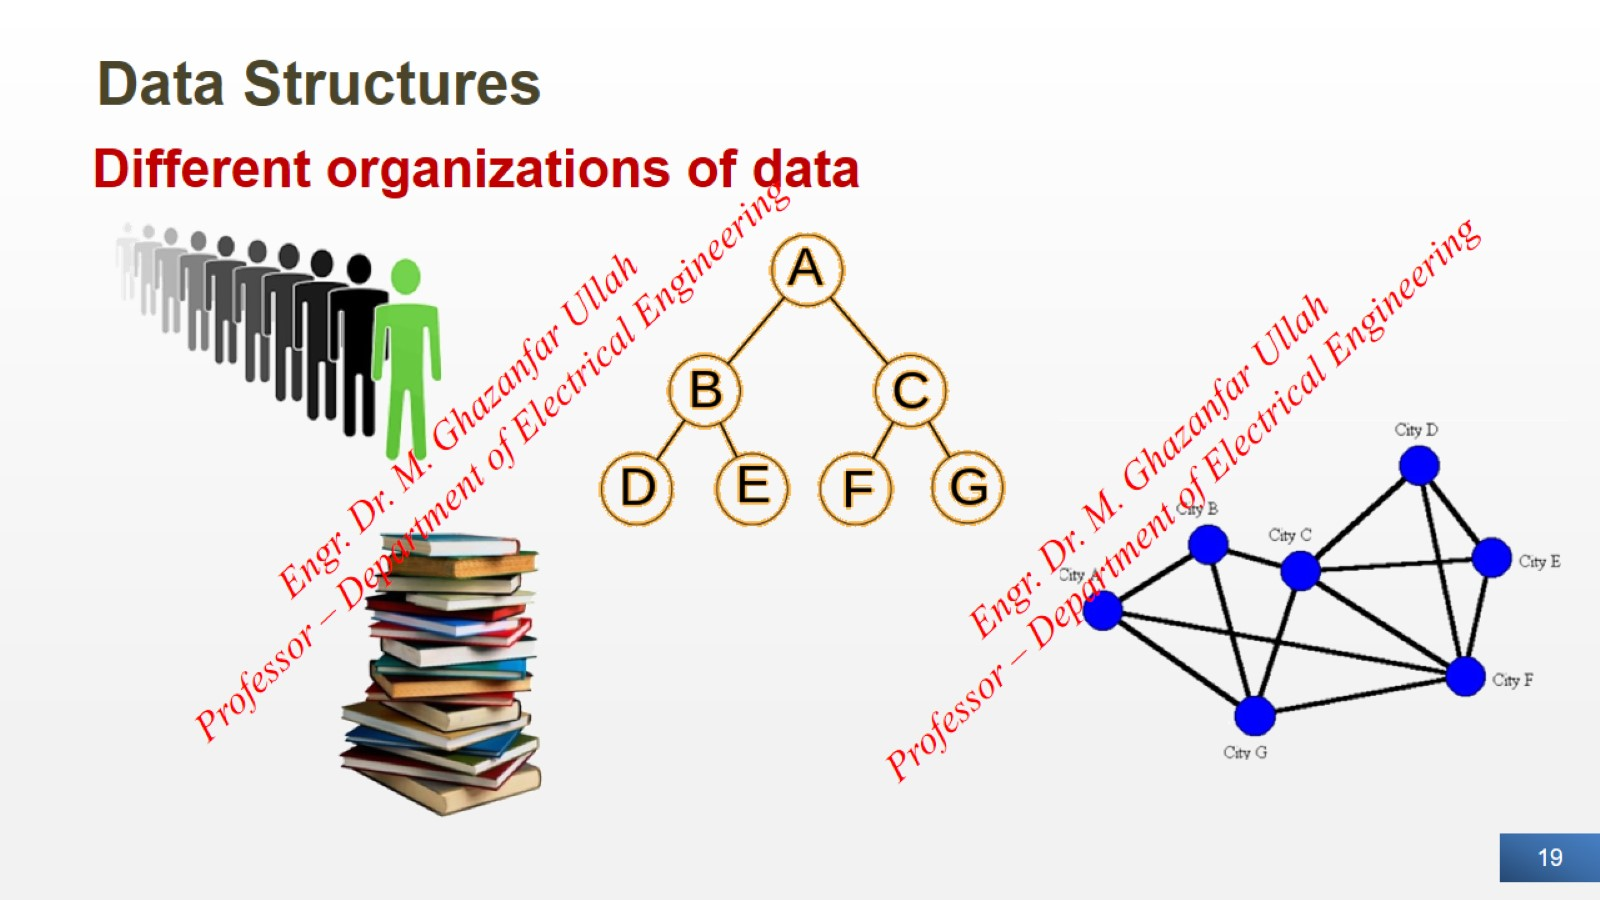 Data Structures
Different organizations of data
Engr. Dr. M. Ghazanfar Ullah
Professor – Department of Electrical Engineering
A
B
C
D
E
F
G
Engr. Dr. M. Ghazanfar Ullah
Professor – Department of Electrical Engineering
City D
City B
City C
City E
City A
City F
City G
19